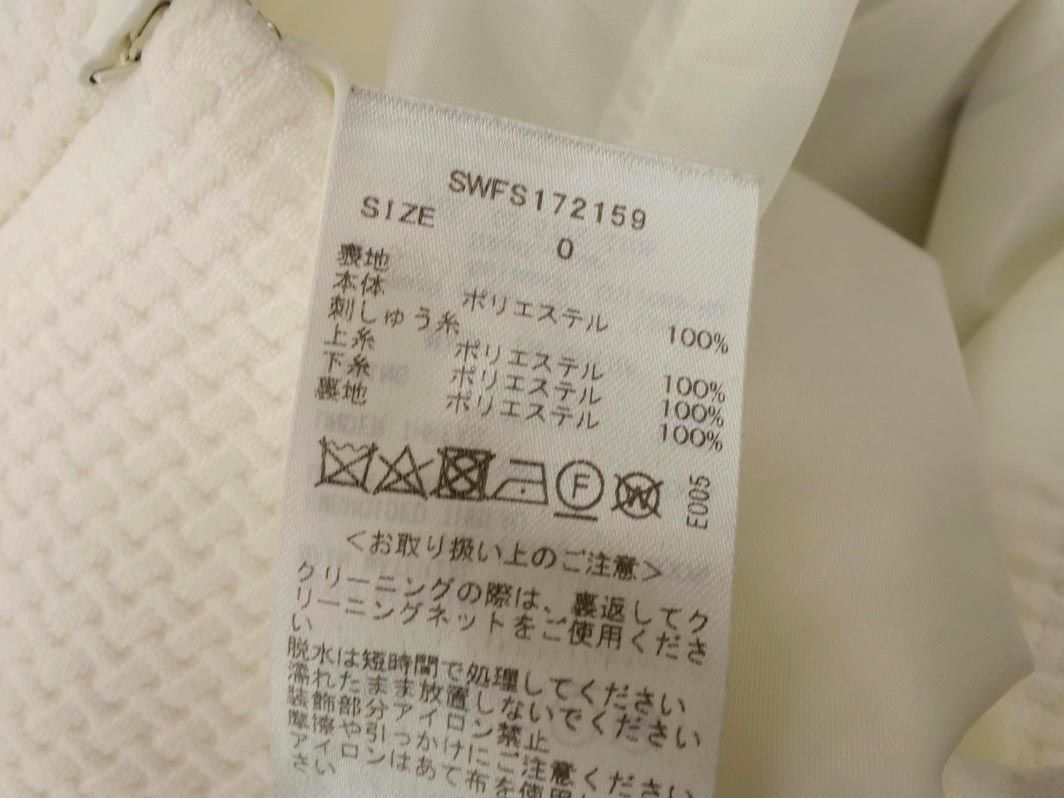 SWFS172159
SIZE 0
裏地
本体 ポリエステル 100%
刺しゅう糸
上糸 ポリエステル 100%
下糸 ポリエステル 100%
裏地 ポリエステル 100%
F W E005
<お取り扱い上のご注意>
クリーニングの際は、裏返してク
リーニングネットをご使用くださ
い
脱水は短時間で処理してください
濡れたまま放置しないでください
装飾部分アイロン禁止
摩擦や引っかけにご注意ください
アイロンはあて布を使用
さい